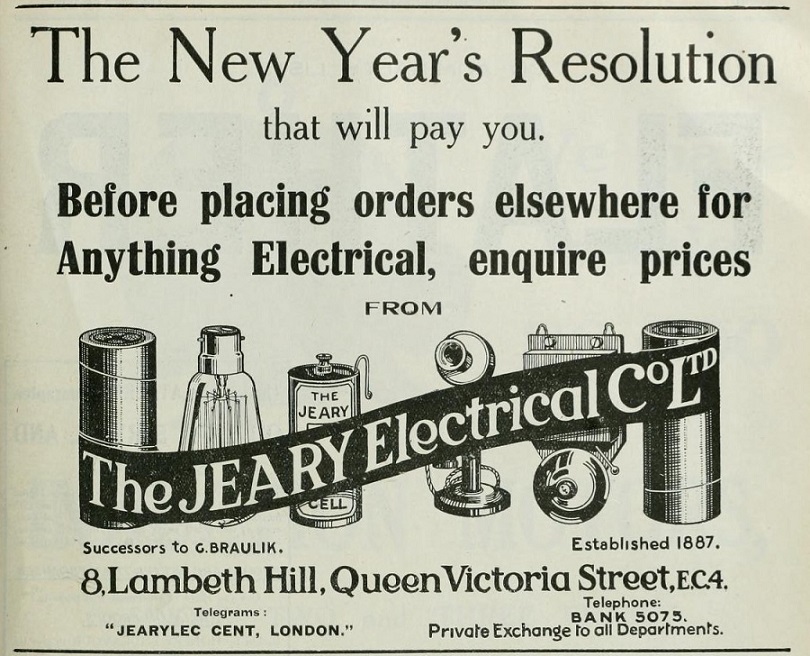 The New Year's Resolution
that will pay you.
Before placing orders elsewhere for
Anything Electrical, enquire prices
FROM
THE
JEARY
CELL
The JEARY Electrical Co LTD
Successors to G.BRAULIK.
Established 1887.
8, Lambeth Hill, Queen Victoria Street, E.C.4.
Telegrams:
"JEARYLEC CENT, LONDON."
Telephone:
BANK 5075.
Private Exchange to all Departments.